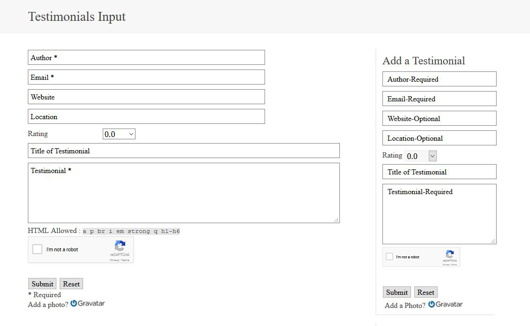 Testimonials Input
Author *
Email *
Website
Location
Rating 0.0
Title of Testimonial
Testimonial *
HTML Allowed : a p br i em strong q h1-h6
I'm not a robot
reCAPTCHA
Privacy - Terms
Submit Reset
* Required
Add a photo? Gravatar
Add a Testimonial
Author-Required
Email-Required
Website-Optional
Location-Optional
Rating 0.0
Title of Testimonial
Testimonial-Required
I'm not a robot
reCAPTCHA
Privacy - Terms
Submit Reset
Add a Photo? Gravatar